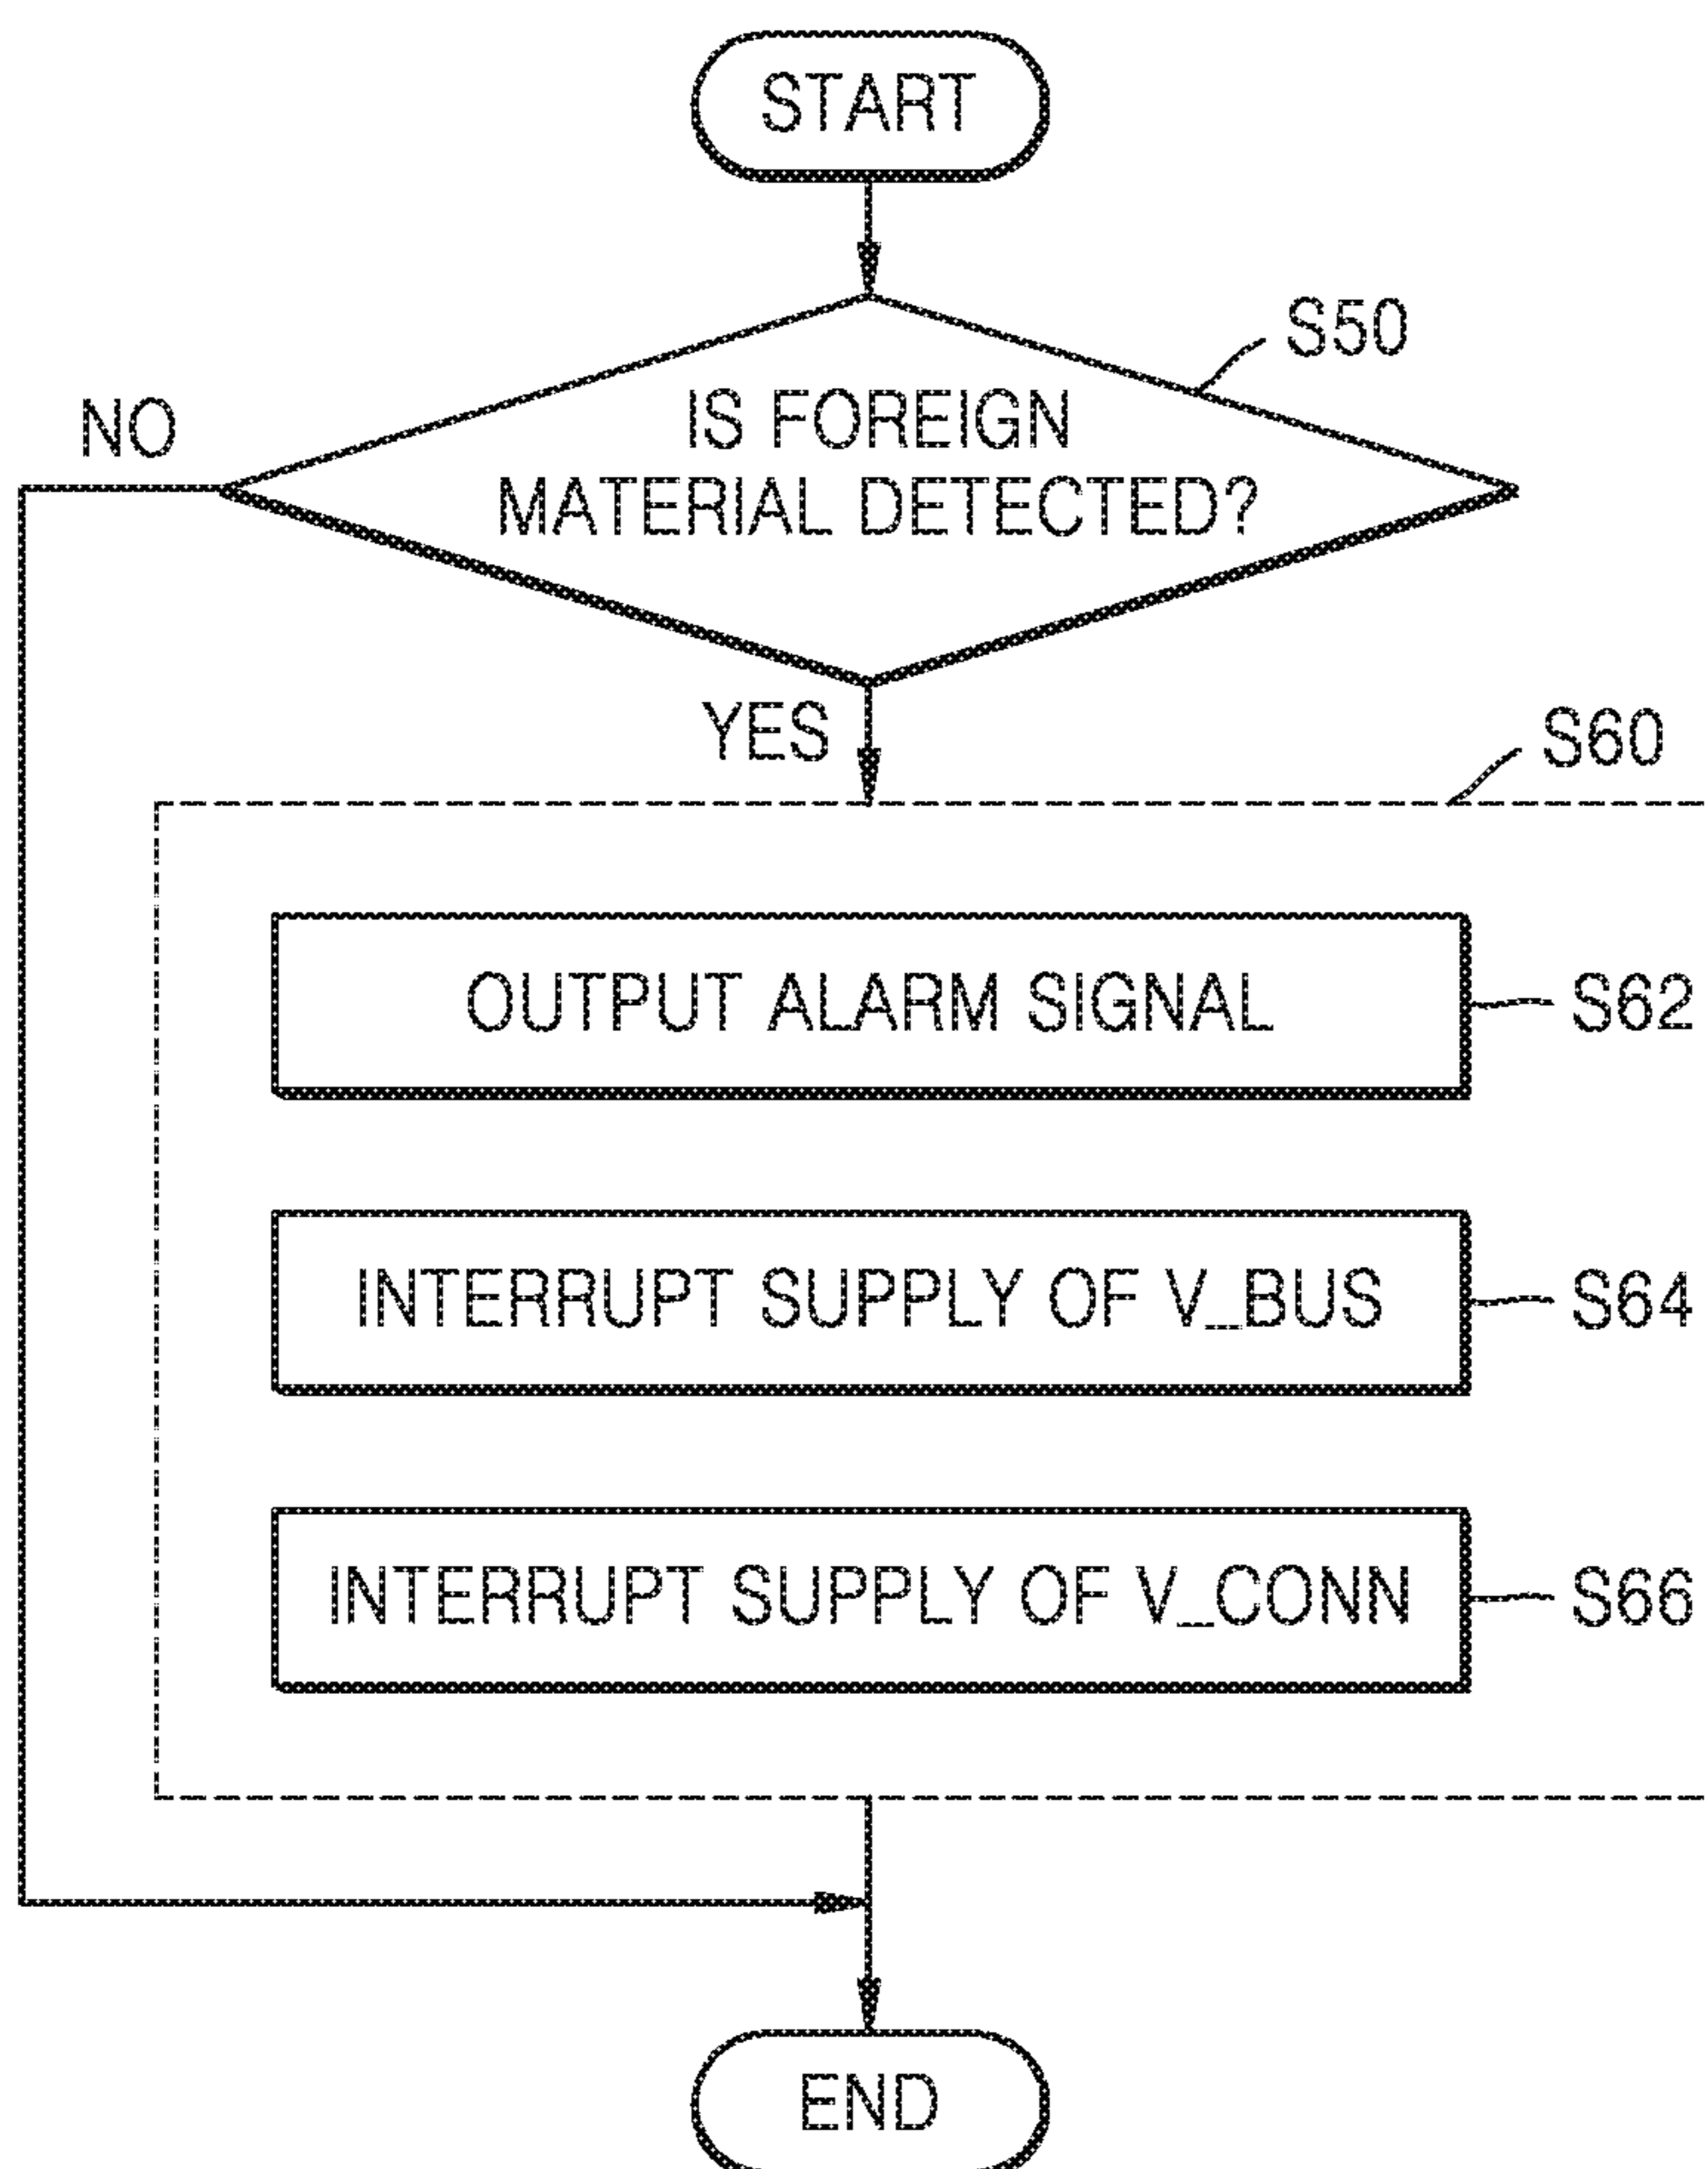 START
S50
IS FOREIGN
MATERIAL DETECTED?
NO
YES
S60
OUTPUT ALARM SIGNAL
S62
INTERRUPT SUPPLY OF V_BUS
S64
INTERRUPT SUPPLY OF V_CONN
S66
END